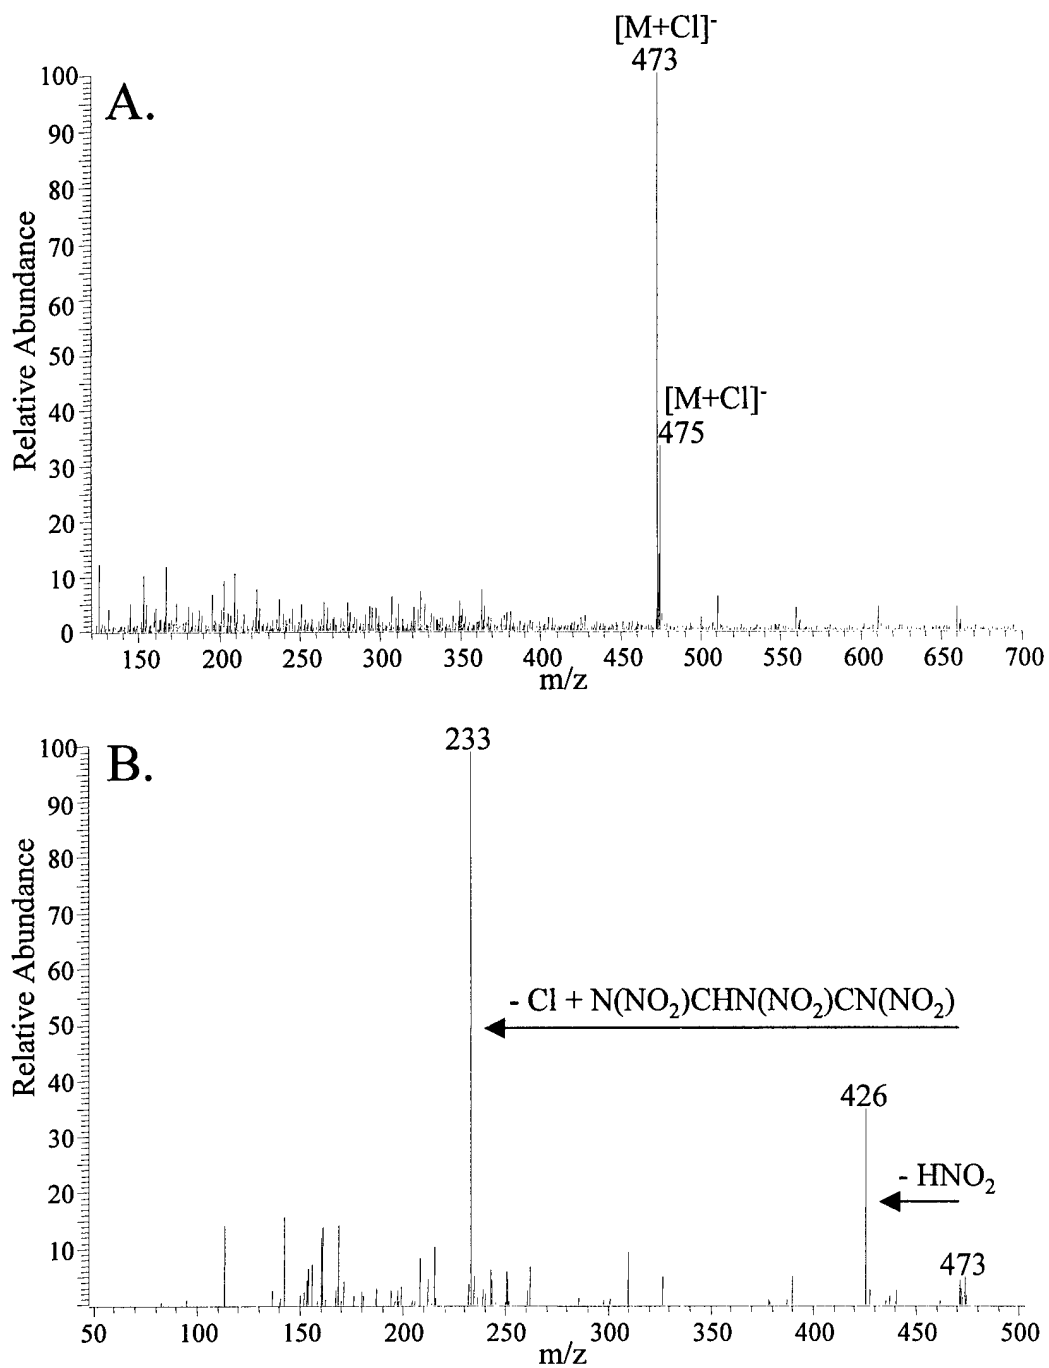 [M+Cl]-
473
A.
[M+Cl]-
475
100
90
80
70
60
50
40
30
20
10
0
Relative Abundance
150 200 250 300 350 400 450 500 550 600 650 700
m/z
233
B.
- Cl + N(NO2)CHN(NO2)CN(NO2)
426
- HNO2
473
100
90
80
70
60
50
40
30
20
10
Relative Abundance
50 100 150 200 250 300 350 400 450 500
m/z